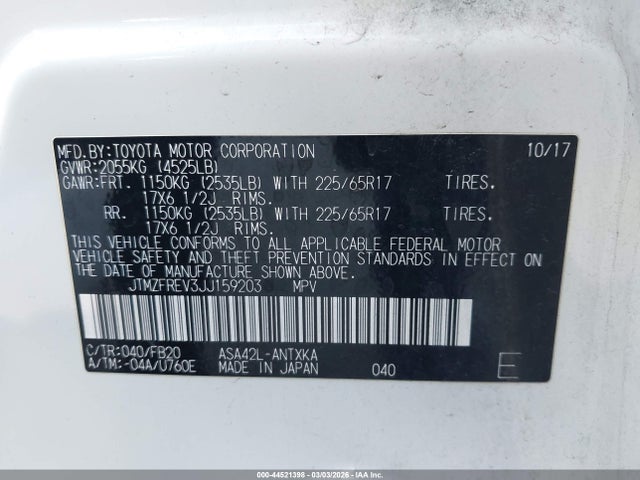 MFD.BY:TOYOTA MOTOR CORPORATION 10/17
GVWR:2055KG (4525LB)
GAWR:FRT. 1150KG (2535LB) WITH 225/65R17 TIRES.
17X6 1/2J RIMS.
RR. 1150KG (2535LB) WITH 225/65R17 TIRES.
17X6 1/2J RIMS.
THIS VEHICLE CONFORMS TO ALL APPLICABLE FEDERAL MOTOR
VEHICLE SAFETY AND THEFT PREVENTION STANDARDS IN EFFECT ON
THE DATE OF MANUFACTURE SHOWN ABOVE.
JTMZFREV3JJ159203 MPV
C/TR:040/FB20 ASA42L-ANTXKA
A/TM:-04A/U760E MADE IN JAPAN 040 E
000-44521398 - 03/03/2026 - IAA Inc.